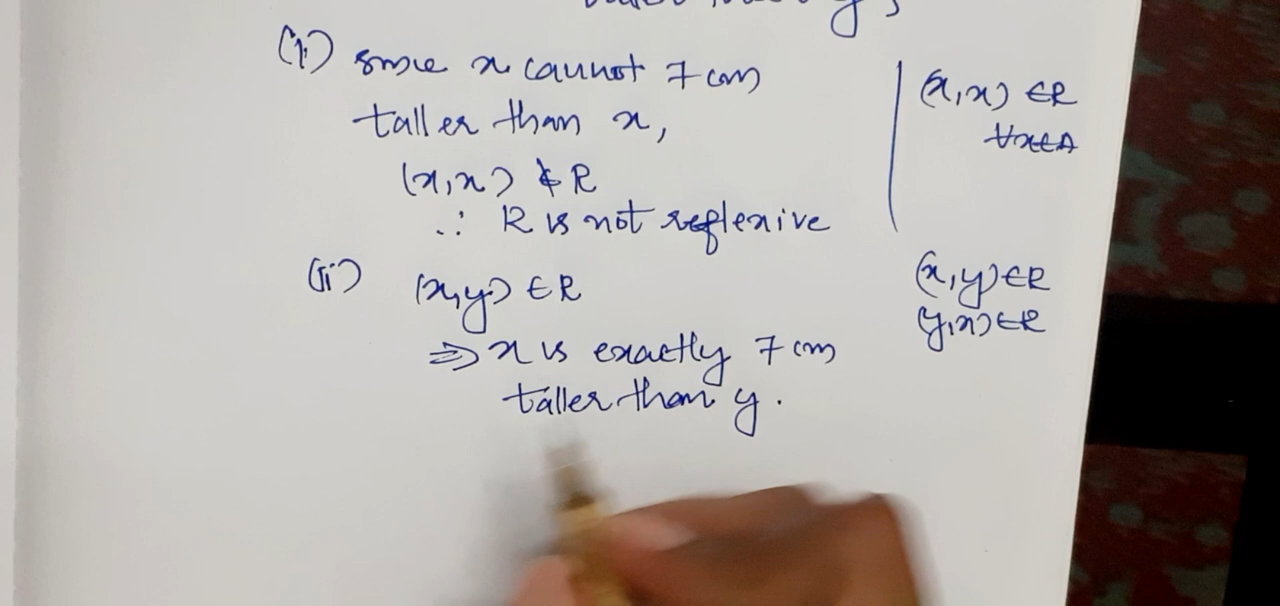 (i) since x cannot 7 cm
taller than x,
(x,x) ∉ R
∴ R is not reflexive
(x,x) ∈R
∀x∈A
(ii) (x,y) ∈ R
⇒ x is exactly 7 cm
taller than y.
(x,y)∈R
(y,x)∈R